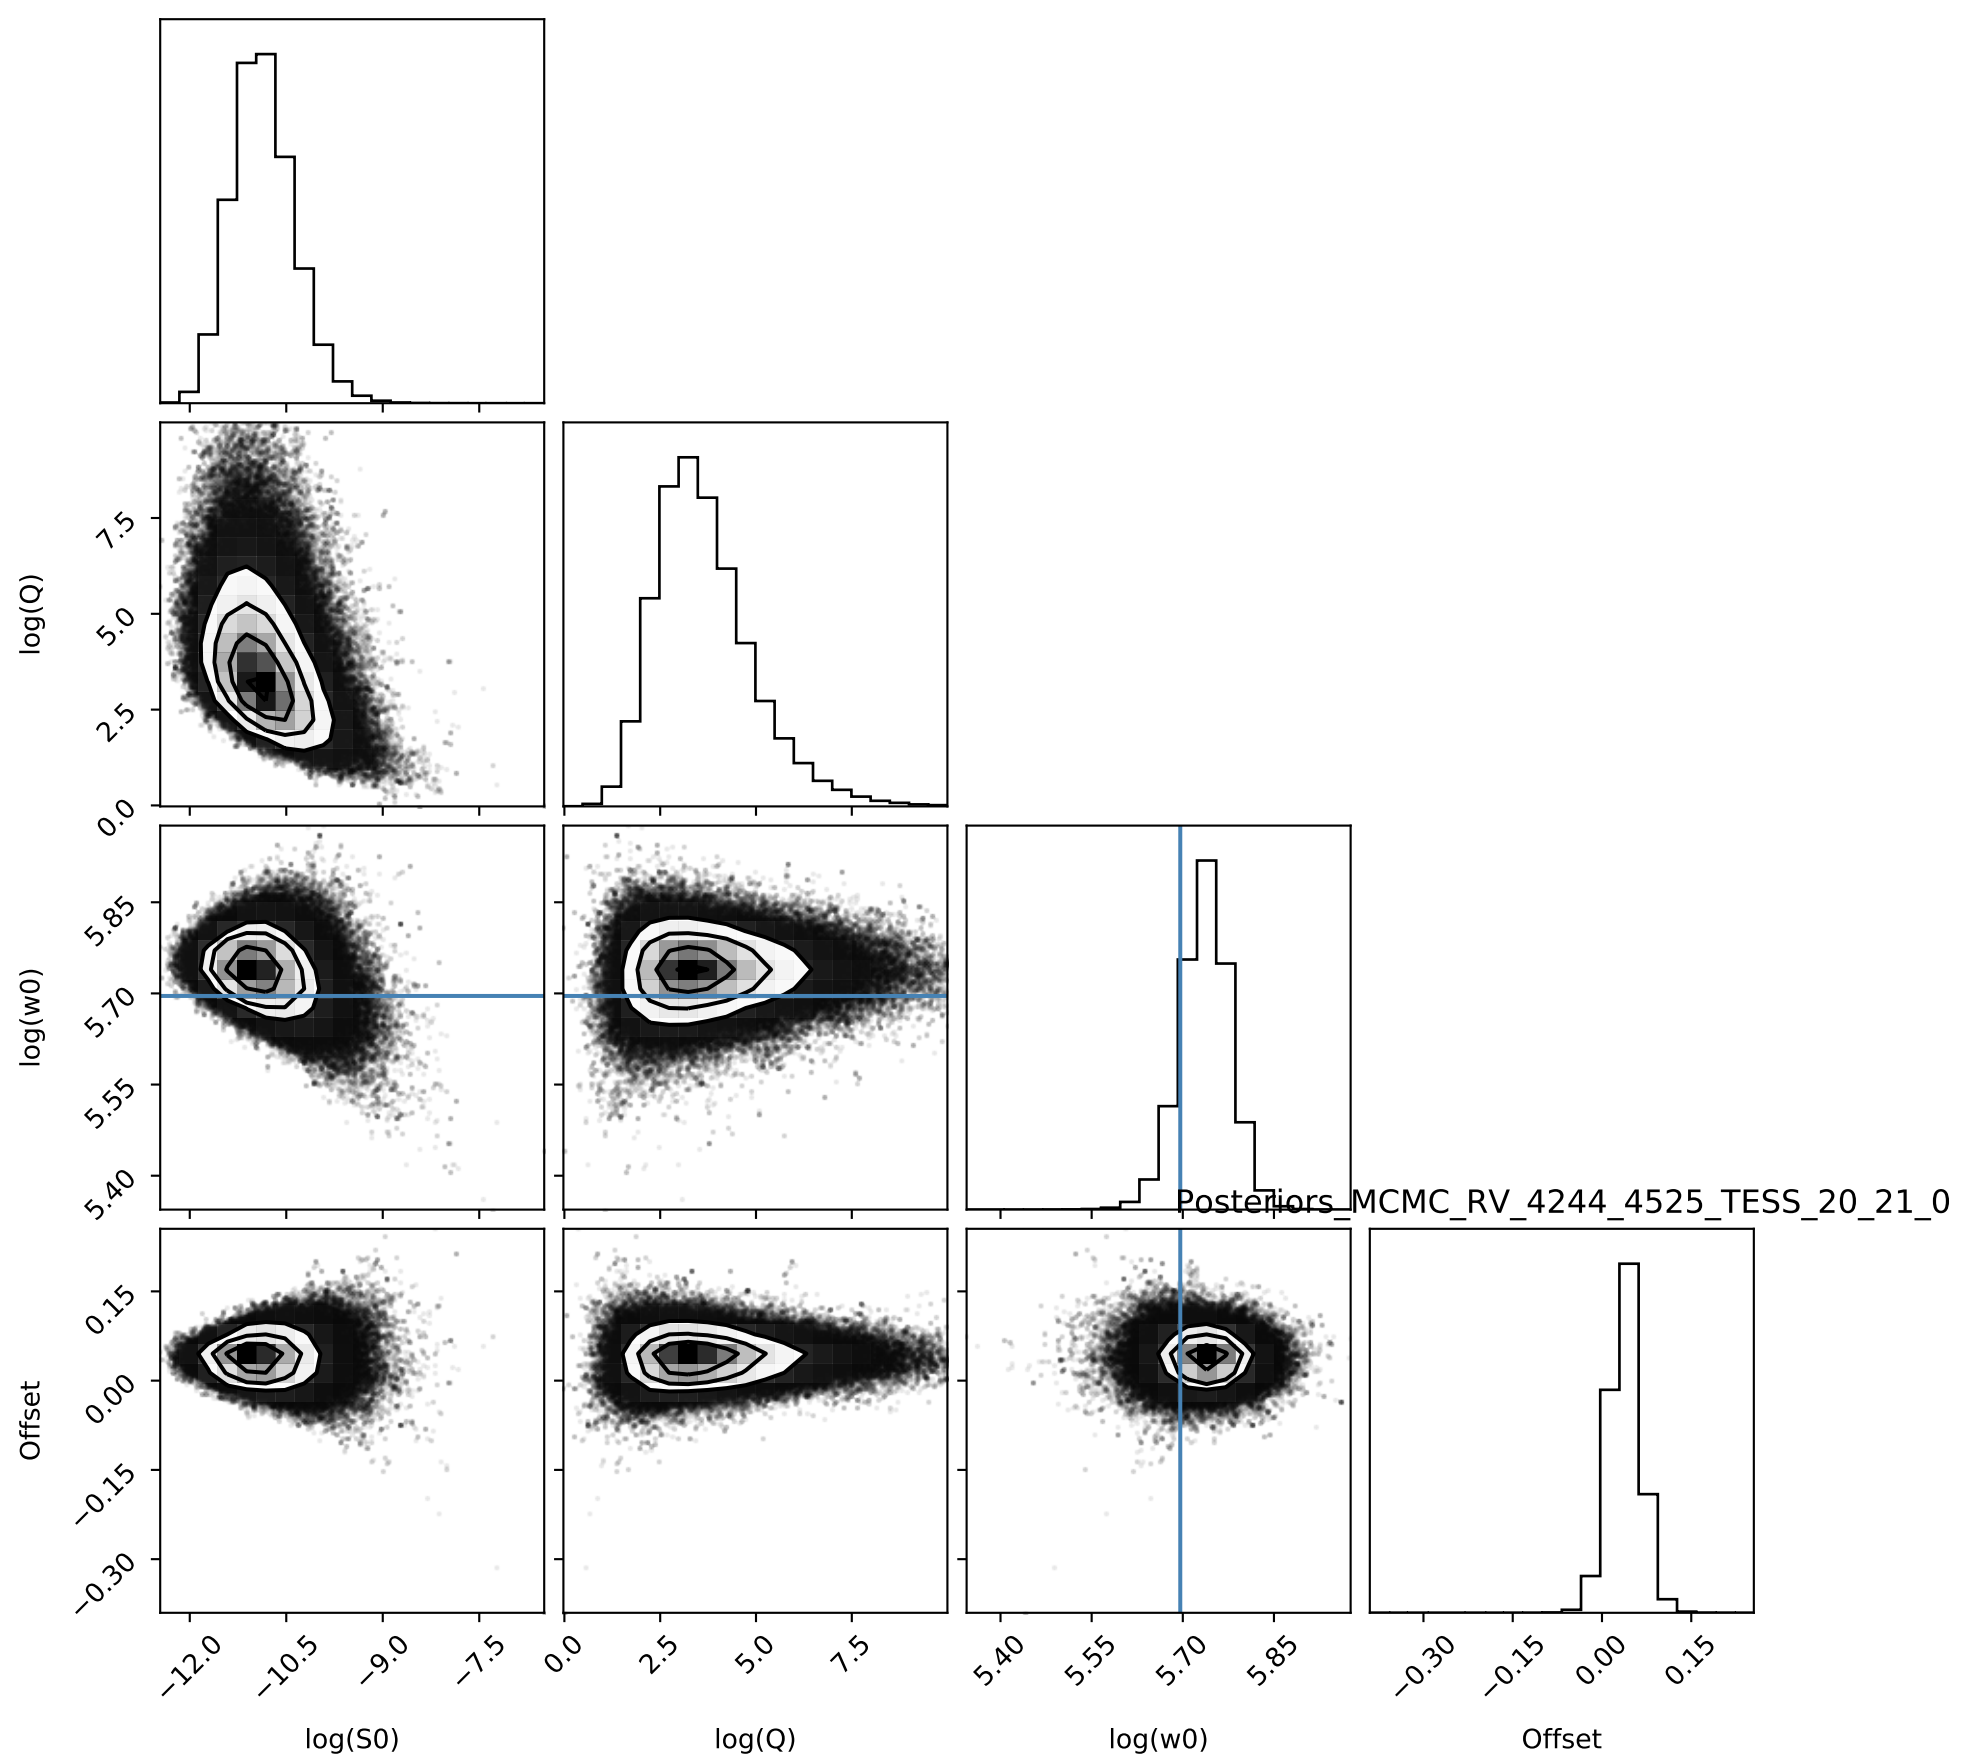 log(Q)
7.5
5.0
2.5
0.0
log(w0)
5.85
5.70
5.55
5.40
Posteriors_MCMC_RV_4244_4525_TESS_20_21_0
Offset
0.15
0.00
−0.15
−0.30
−12.0 −10.5 −9.0 −7.5
0.0 2.5 5.0 7.5
5.40 5.55 5.70 5.85
−0.30 −0.15 0.00 0.15
log(S0) log(Q) log(w0) Offset